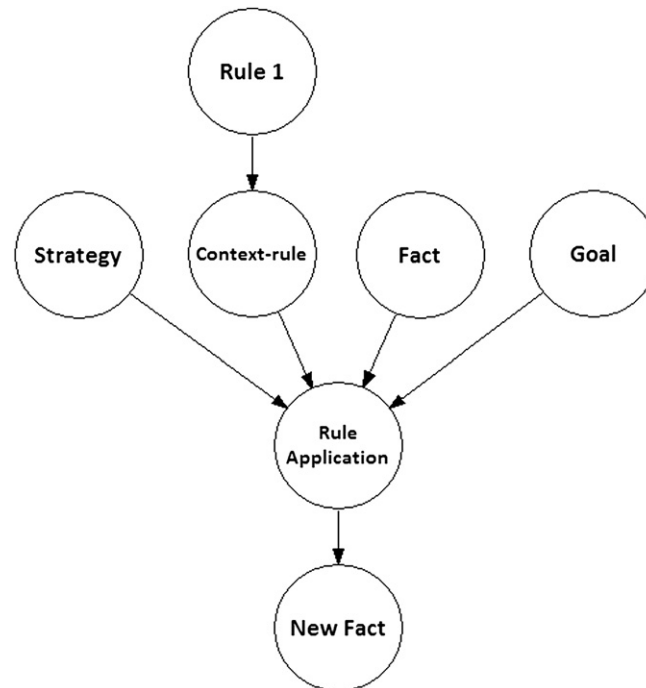 Rule 1
Strategy
Context-rule
Fact
Goal
Rule
Application
New Fact